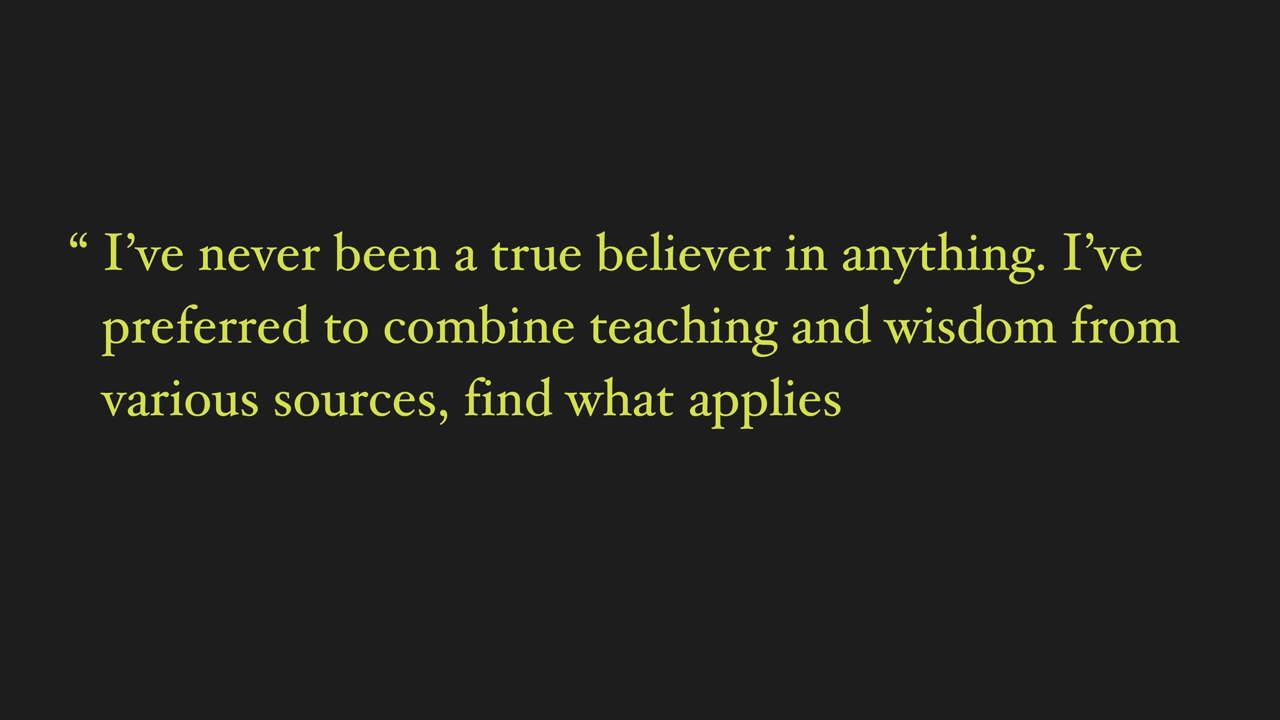 “ I’ve never been a true believer in anything. I’ve
preferred to combine teaching and wisdom from
various sources, find what applies